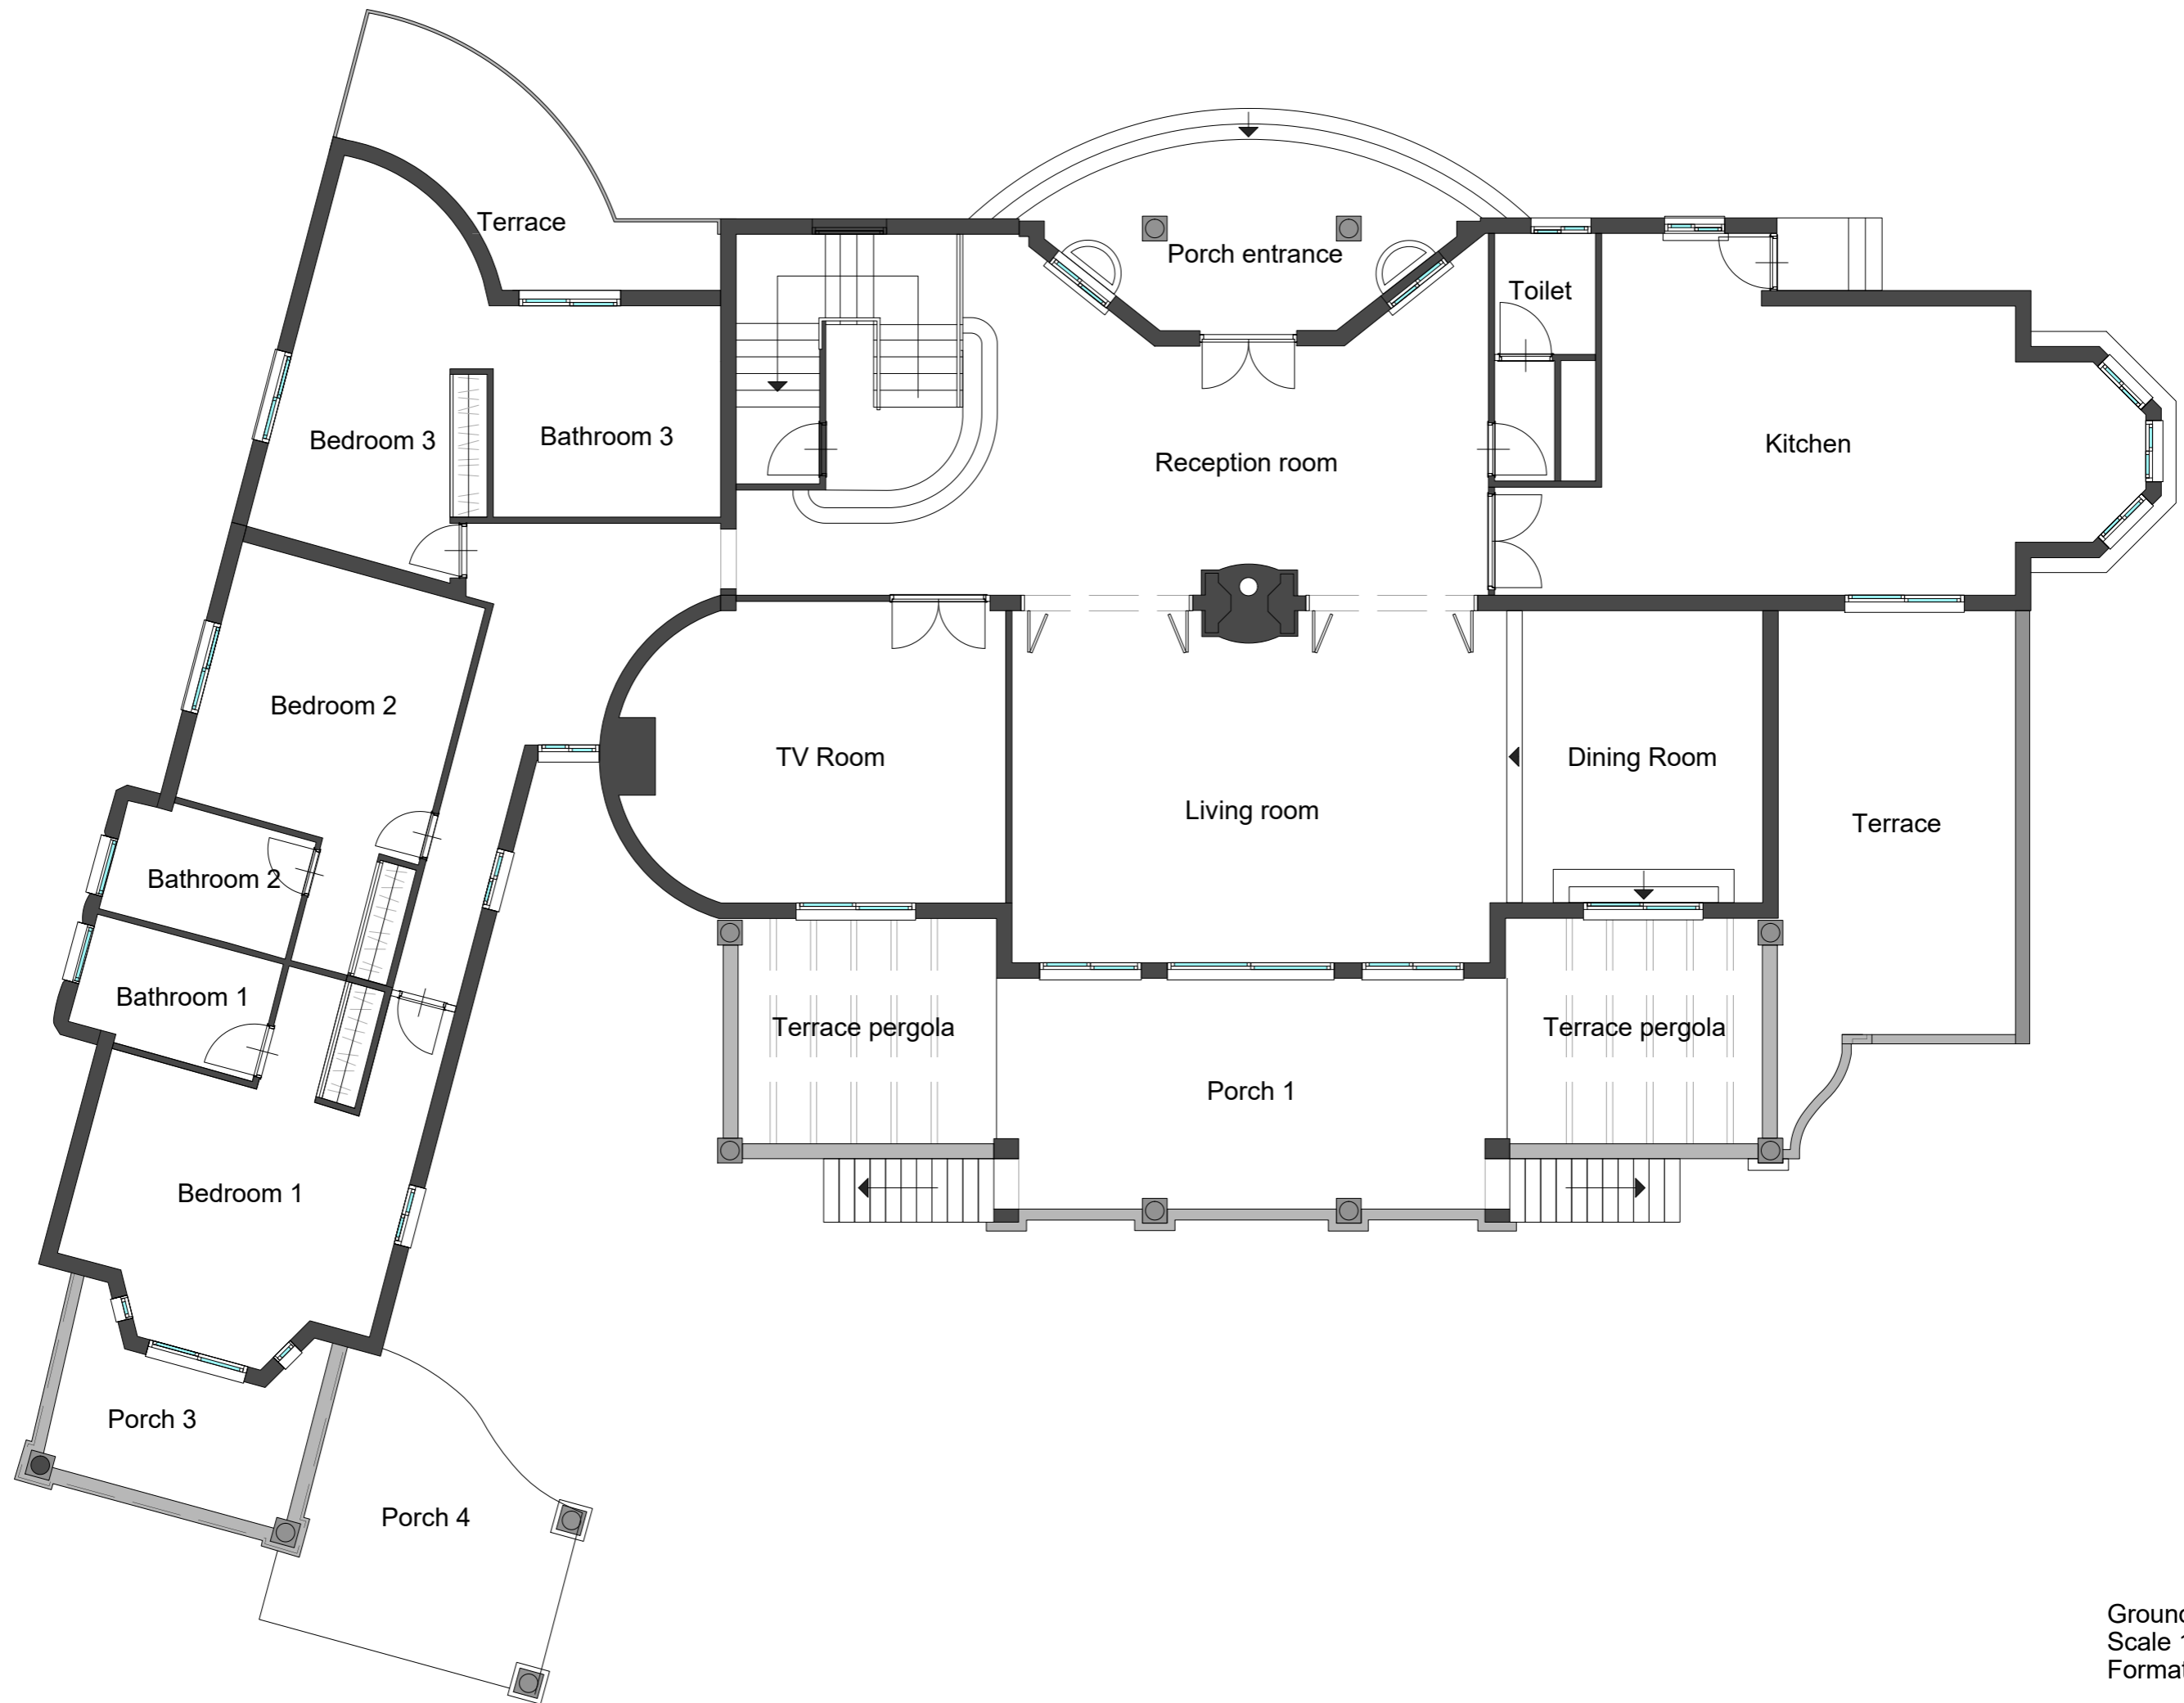 Terrace
Porch entrance
Toilet
Bedroom 3
Bathroom 3
Reception room
Kitchen
Bedroom 2
TV Room
Living room
Dining Room
Terrace
Bathroom 2
Bathroom 1
Terrace pergola
Terrace pergola
Porch 1
Bedroom 1
Porch 3
Porch 4
Scale